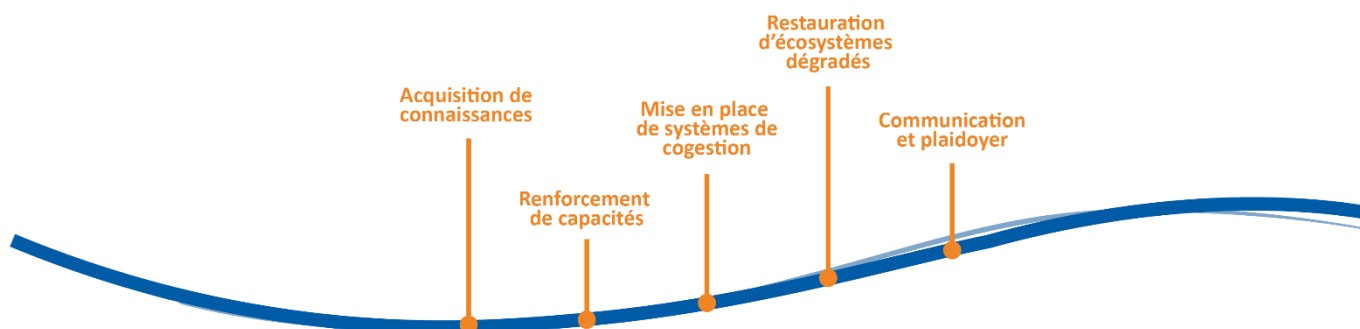 Acquisition de
connaissances
Renforcement
de capacités
Mise en place
de systèmes de
cogestion
Restauration
d’écosystèmes
dégradés
Communication
et plaidoyer